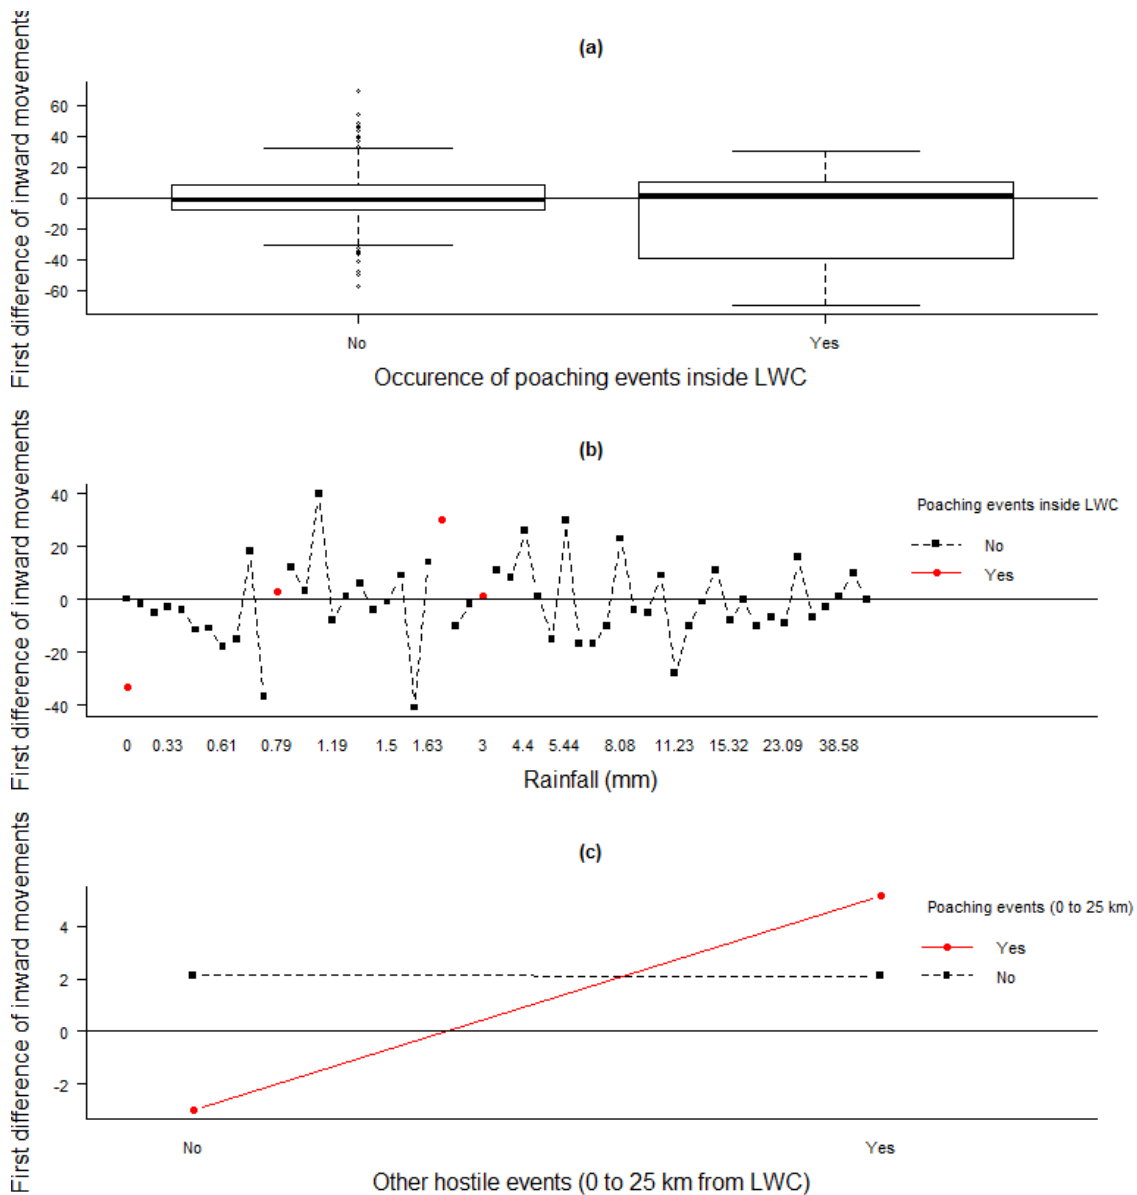 (a)
First difference of inward movements
60
40
20
0
-20
-40
-60
No Yes
Occurence of poaching events inside LWC
(b)
First difference of inward movements
40
20
0
-20
-40
Poaching events inside LWC
No
Yes
0 0.33 0.61 0.79 1.19 1.5 1.63 3 4.4 5.44 8.08 11.23 15.32 23.09 38.58
Rainfall (mm)
(c)
First difference of inward movements
4
2
0
-2
Poaching events (0 to 25 km)
Yes
No
No Yes
Other hostile events (0 to 25 km from LWC)